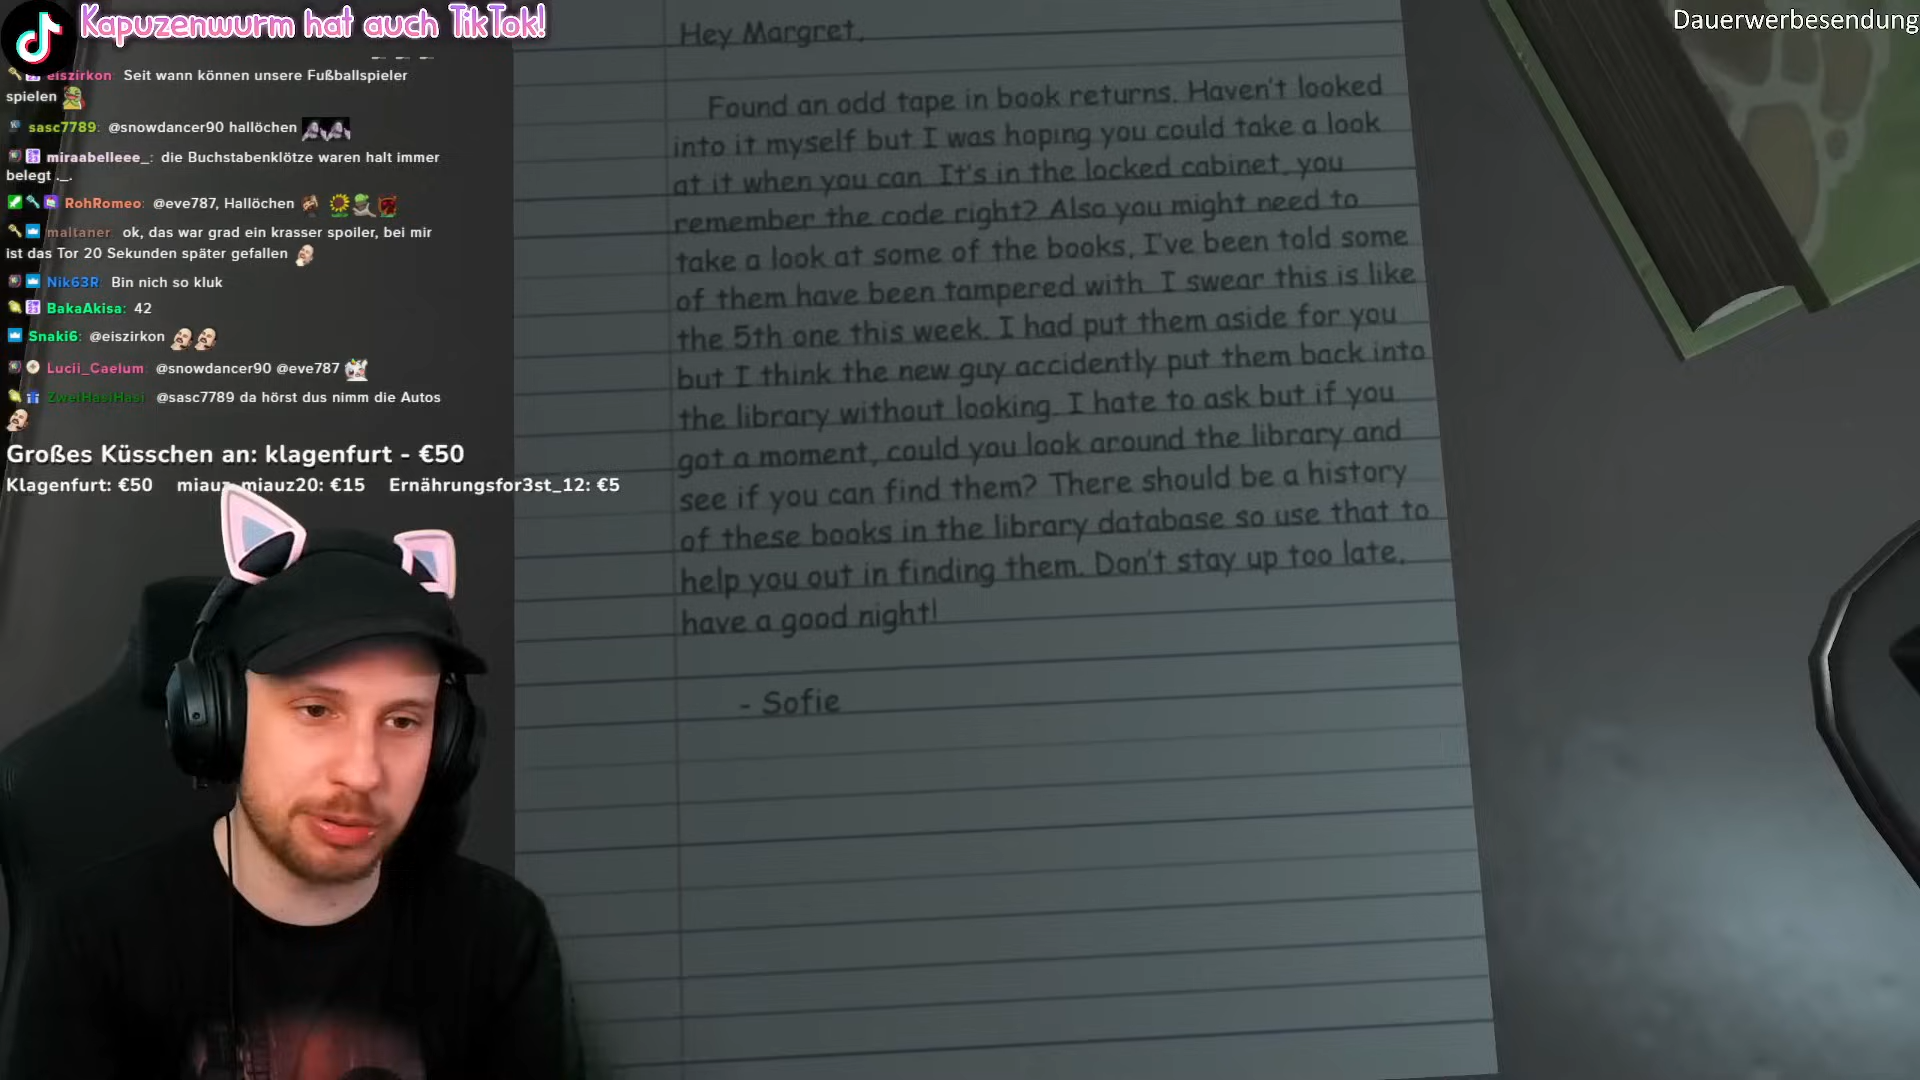 Kapuzenwurm hat auch TikTok!
Dauerwerbesendung
eiszirkon: Seit wann können unsere Fußballspieler
spielen
sasc7789: @snowdancer90 hallöchen
miraabelleee_: die Buchstabenklötze waren halt immer
belegt ._.
RohRomeo: @eve787, Hallöchen
maltaner: ok, das war grad ein krasser spoiler, bei mir
ist das Tor 20 Sekunden später gefallen
Nik63R: Bin nich so kluk
BakaAkisa: 42
Snaki6: @eiszirkon
Lucii_Caelum: @snowdancer90 @eve787
ZweiHasiHasi: @sasc7789 da hörst dus nimm die Autos
Großes Küsschen an: klagenfurt - €50
Klagenfurt: €50 miauz_miauz20: €15 Ernährungsfor3st_12: €5
Hey Margret,
Found an odd tape in book returns. Haven't looked
into it myself but I was hoping you could take a look
at it when you can. It's in the locked cabinet, you
remember the code right? Also you might need to
take a look at some of the books, I've been told some
of them have been tampered with. I swear this is like
the 5th one this week. I had put them aside for you
but I think the new guy accidently put them back into
the library without looking. I hate to ask but if you
got a moment, could you look around the library and
see if you can find them? There should be a history
of these books in the library database so use that to
help you out in finding them. Don't stay up too late,
have a good night!
- Sofie